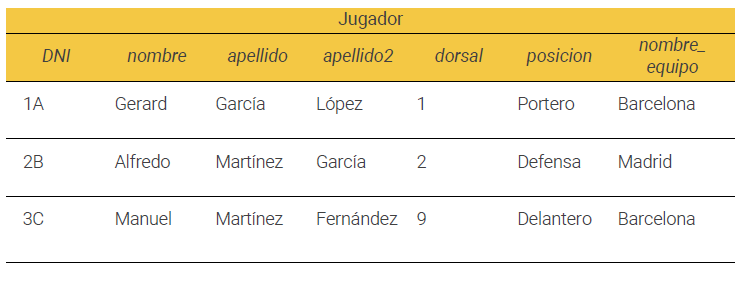 Jugador
DNI nombre apellido apellido2 dorsal posicion nombre_
equipo
1A Gerard García López 1 Portero Barcelona
2B Alfredo Martínez García 2 Defensa Madrid
3C Manuel Martínez Fernández 9 Delantero Barcelona